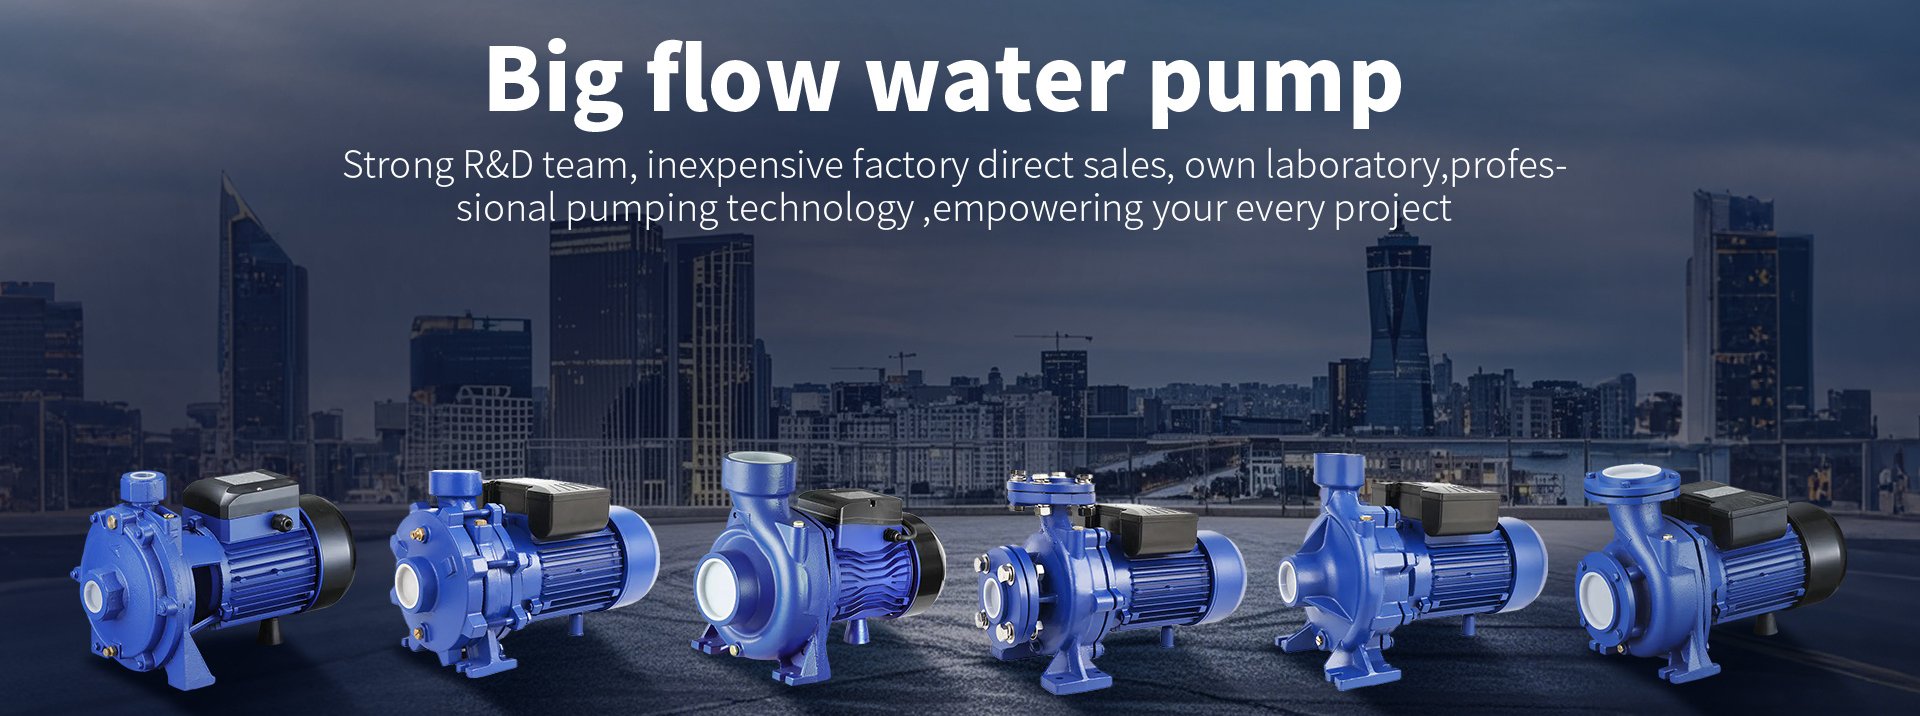 Big flow water pump
Strong R&D team, inexpensive factory direct sales, own laboratory,profes-
sional pumping technology ,empowering your every project